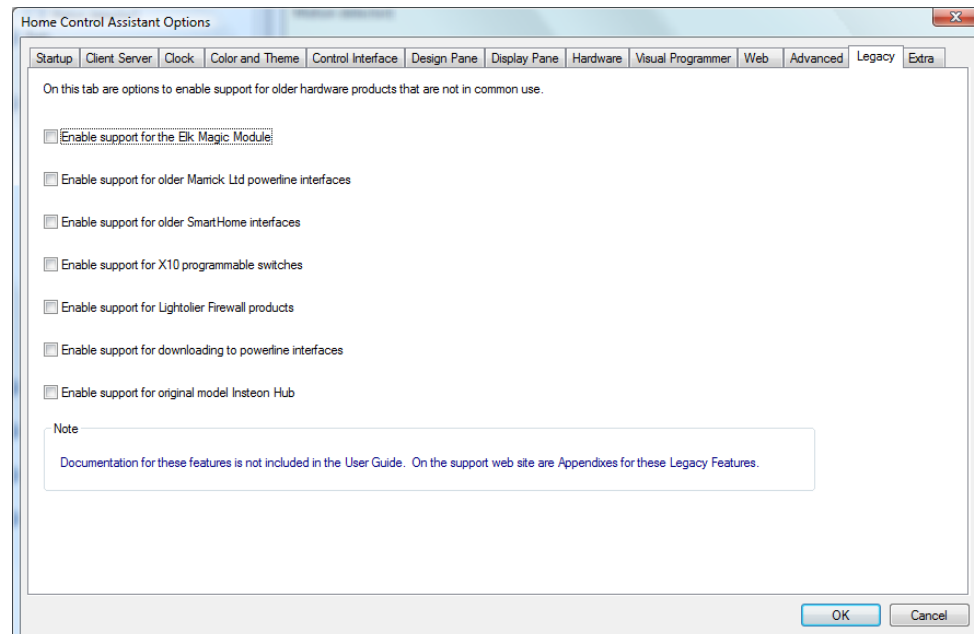 Home Control Assistant Options
Startup Client Server Clock Color and Theme Control Interface Design Pane Display Pane Hardware Visual Programmer Web Advanced Legacy Extra
On this tab are options to enable support for older hardware products that are not in common use.
Enable support for the Elk Magic Module
Enable support for older Marrick Ltd powerline interfaces
Enable support for older SmartHome interfaces
Enable support for X10 programmable switches
Enable support for Lightolier Firewall products
Enable support for downloading to powerline interfaces
Enable support for original model Insteon Hub
Note
Documentation for these features is not included in the User Guide. On the support web site are Appendixes for these Legacy Features.
OK Cancel